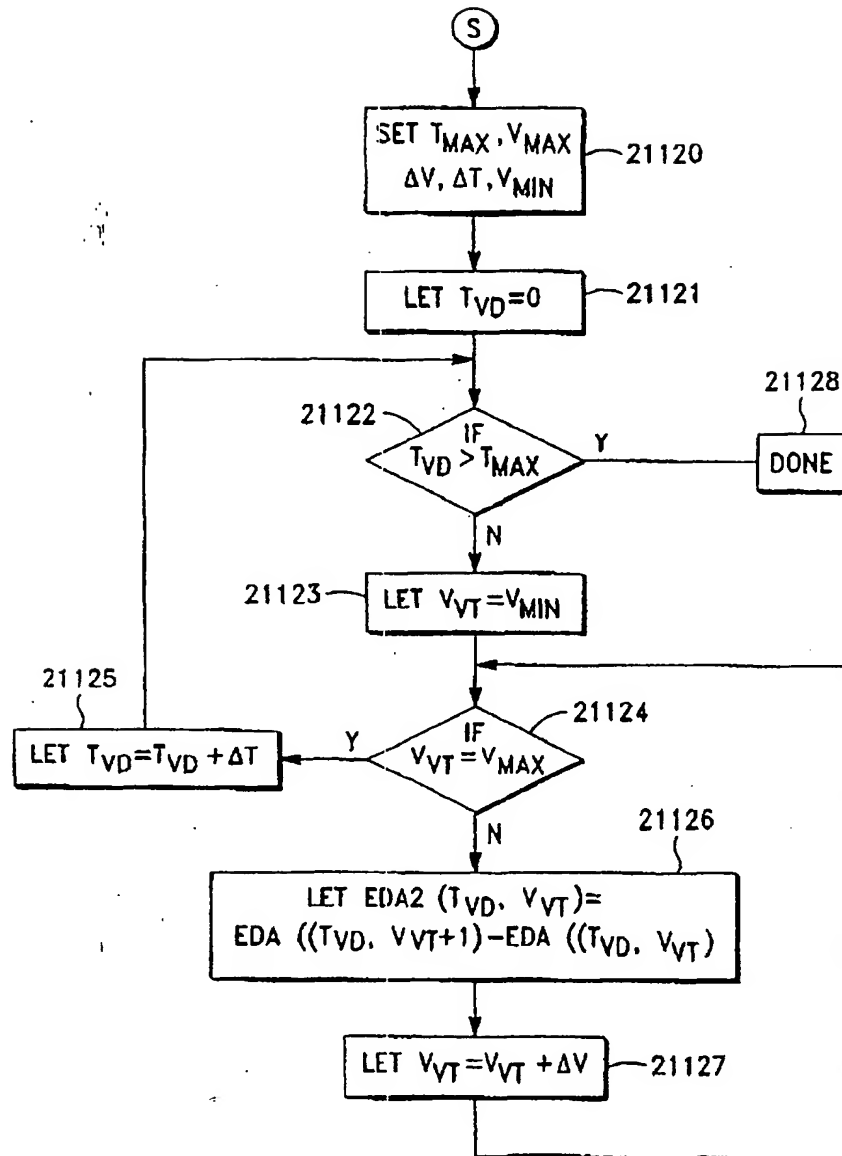 S
SET T_MAX, V_MAX
ΔV, ΔT, V_MIN
21120
LET T_VD=0
21121
21122
IF
T_VD > T_MAX
Y
21128
DONE
N
21123
LET V_VT=V_MIN
21125
LET T_VD=T_VD+ΔT
Y
IF
V_VT=V_MAX
21124
N
21126
LET EDA2 (T_VD, V_VT)=
EDA ((T_VD, V_VT+1)-EDA ((T_VD, V_VT)
LET V_VT=V_VT+ΔV
21127